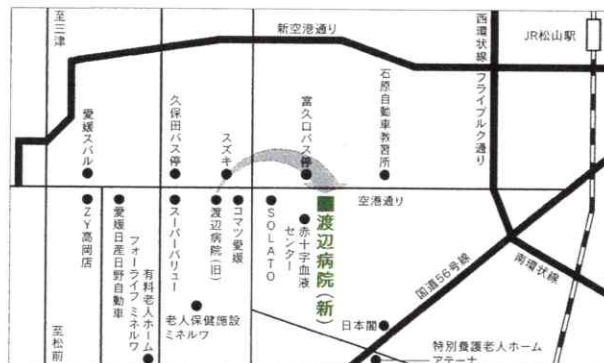 至三津
新空港通り
西環状線
フライブルク通り
JR松山駅
愛媛スバル
久保田バス停
スズキ
富久口バス停
石原自動車教習所
空港通り
ZY高岡店
愛媛日産日野自動車
フォーライフミネルワ
有料老人ホーム
スーパーバリュー
渡辺病院(旧)
コマツ愛媛
SOLATO
赤十字血液
センター
渡辺病院(新)
老人保健施設
ミネルワ
国道56号線
南環状線
日本閣
特別養護老人ホーム
アテーナ
至松前